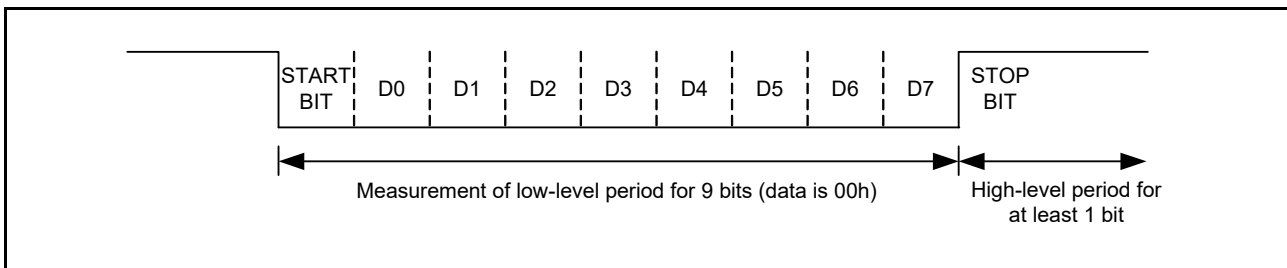 START BIT
D0
D1
D2
D3
D4
D5
D6
D7
STOP BIT
Measurement of low-level period for 9 bits (data is 00h)
High-level period for
at least 1 bit